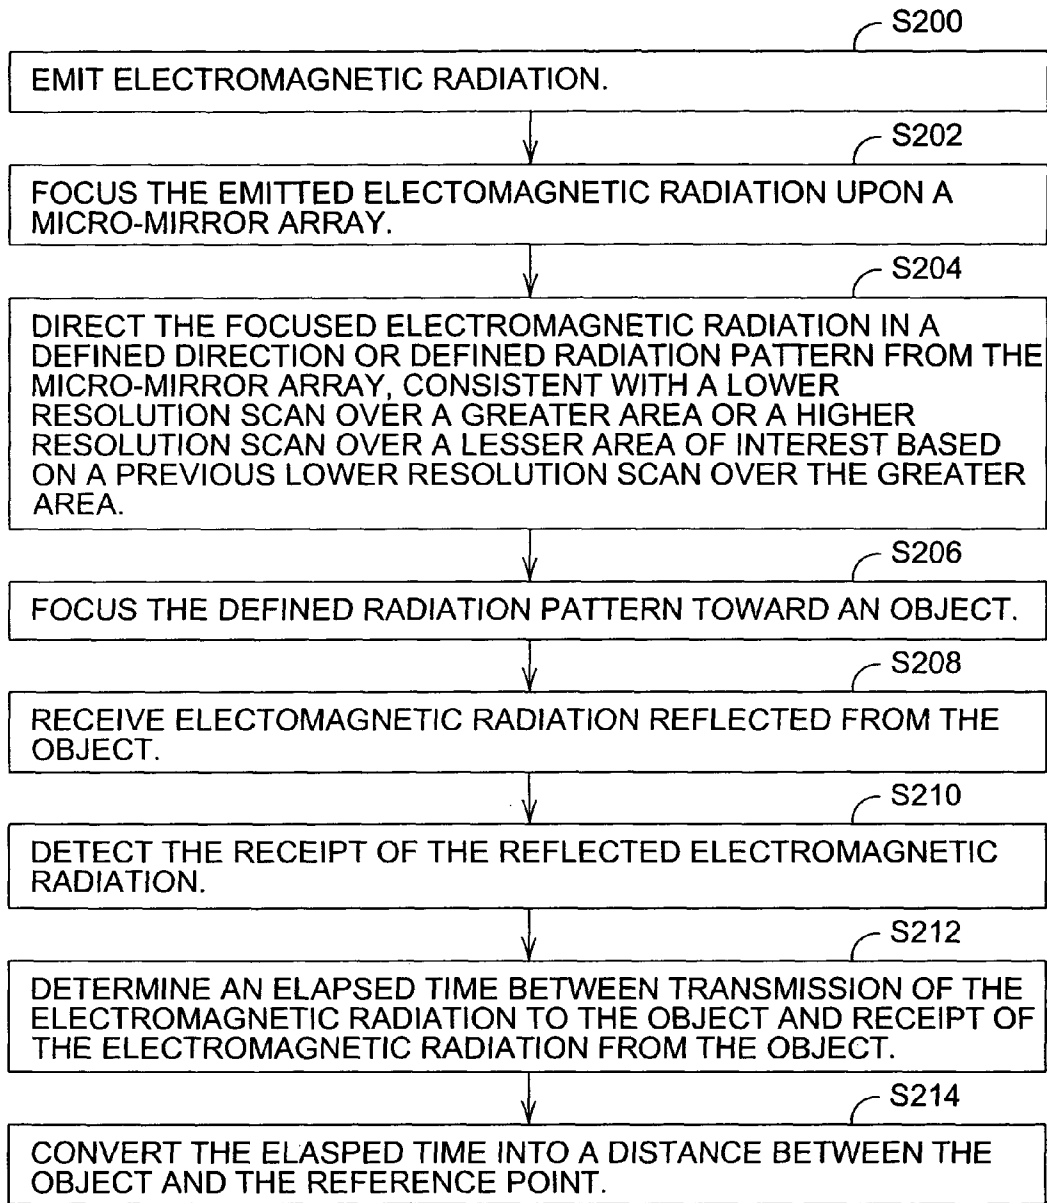 S200
EMIT ELECTROMAGNETIC RADIATION.
S202
FOCUS THE EMITTED ELECTOMAGNETIC RADIATION UPON A
MICRO-MIRROR ARRAY.
S204
DIRECT THE FOCUSED ELECTROMAGNETIC RADIATION IN A
DEFINED DIRECTION OR DEFINED RADIATION PATTERN FROM THE
MICRO-MIRROR ARRAY, CONSISTENT WITH A LOWER
RESOLUTION SCAN OVER A GREATER AREA OR A HIGHER
RESOLUTION SCAN OVER A LESSER AREA OF INTEREST BASED
ON A PREVIOUS LOWER RESOLUTION SCAN OVER THE GREATER
AREA.
S206
FOCUS THE DEFINED RADIATION PATTERN TOWARD AN OBJECT.
S208
RECEIVE ELECTOMAGNETIC RADIATION REFLECTED FROM THE
OBJECT.
S210
DETECT THE RECEIPT OF THE REFLECTED ELECTROMAGNETIC
RADIATION.
S212
DETERMINE AN ELAPSED TIME BETWEEN TRANSMISSION OF THE
ELECTROMAGNETIC RADIATION TO THE OBJECT AND RECEIPT OF
THE ELECTROMAGNETIC RADIATION FROM THE OBJECT.
S214
CONVERT THE ELASPED TIME INTO A DISTANCE BETWEEN THE
OBJECT AND THE REFERENCE POINT.